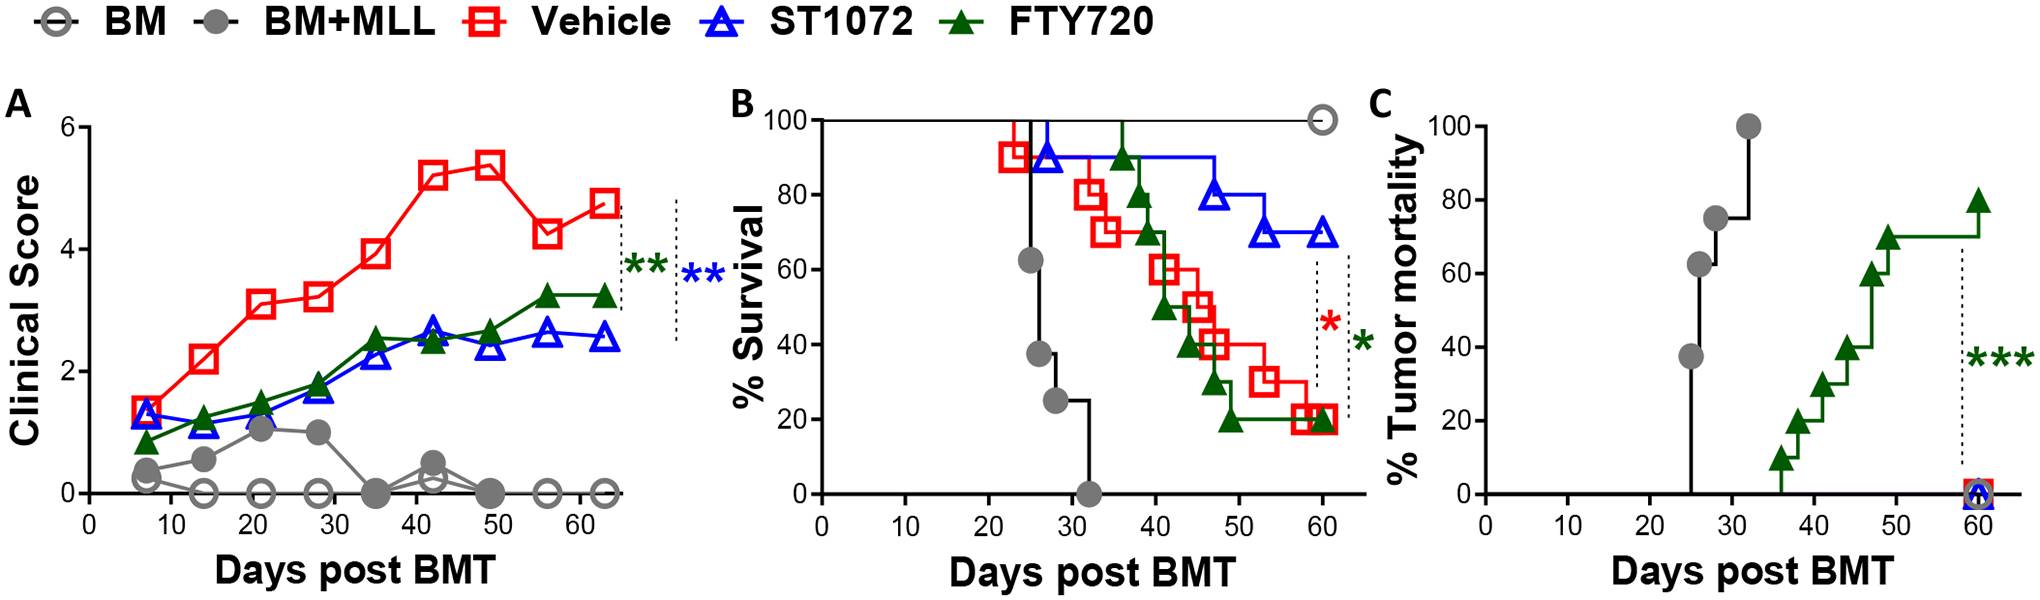 BM BM+MLL Vehicle ST1072 FTY720
A
Clinical Score
6
4
2
0
0 10 20 30 40 50 60
Days post BMT
** **
B
% Survival
100
80
60
40
20
0
0 10 20 30 40 50 60
Days post BMT
* *
C
% Tumor mortality
100
80
60
40
20
0
0 10 20 30 40 50 60
Days post BMT
***